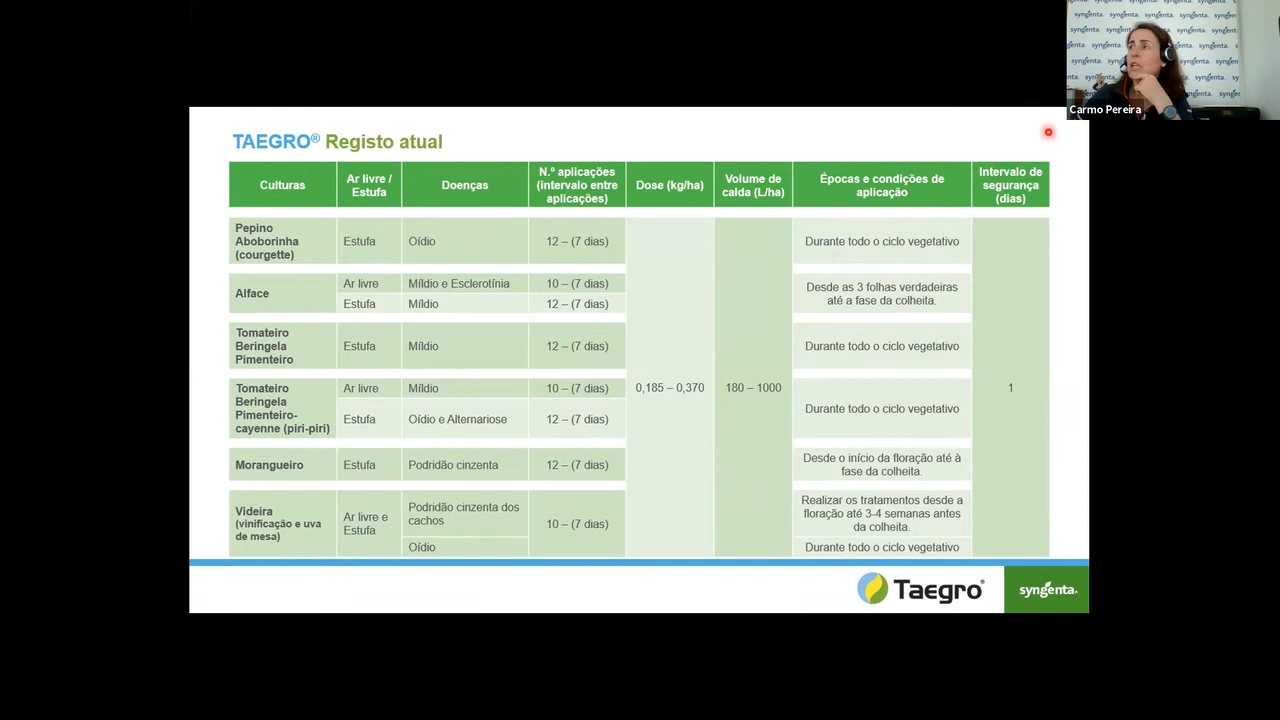 syngenta.
Carmo Pereira
TAEGRO® Registo atual
Culturas
Ar livre /
Estufa
Doenças
N.º aplicações
(intervalo entre
aplicações)
Dose (kg/ha)
Volume de
calda (L/ha)
Épocas e condições de
aplicação
Intervalo de
segurança
(dias)
Pepino
Aboborinha
(courgette)
Estufa
Oídio
12 – (7 dias)
Durante todo o ciclo vegetativo
Alface
Ar livre
Míldio e Esclerotínia
10 – (7 dias)
Estufa
Míldio
12 – (7 dias)
Desde as 3 folhas verdadeiras
até a fase da colheita.
Tomateiro
Beringela
Pimenteiro
Estufa
Míldio
12 – (7 dias)
Durante todo o ciclo vegetativo
Tomateiro
Beringela
Pimenteiro-
cayenne (piri-piri)
Ar livre
Míldio
10 – (7 dias)
Estufa
Oídio e Alternariose
12 – (7 dias)
0,185 – 0,370
180 – 1000
Durante todo o ciclo vegetativo
1
Morangueiro
Estufa
Podridão cinzenta
12 – (7 dias)
Desde o início da floração até à
fase da colheita.
Videira
(vinificação e uva
de mesa)
Ar livre e
Estufa
Podridão cinzenta dos
cachos
Oídio
10 – (7 dias)
Realizar os tratamentos desde a
floração até 3-4 semanas antes
da colheita.
Durante todo o ciclo vegetativo
Taegro®
syngenta.